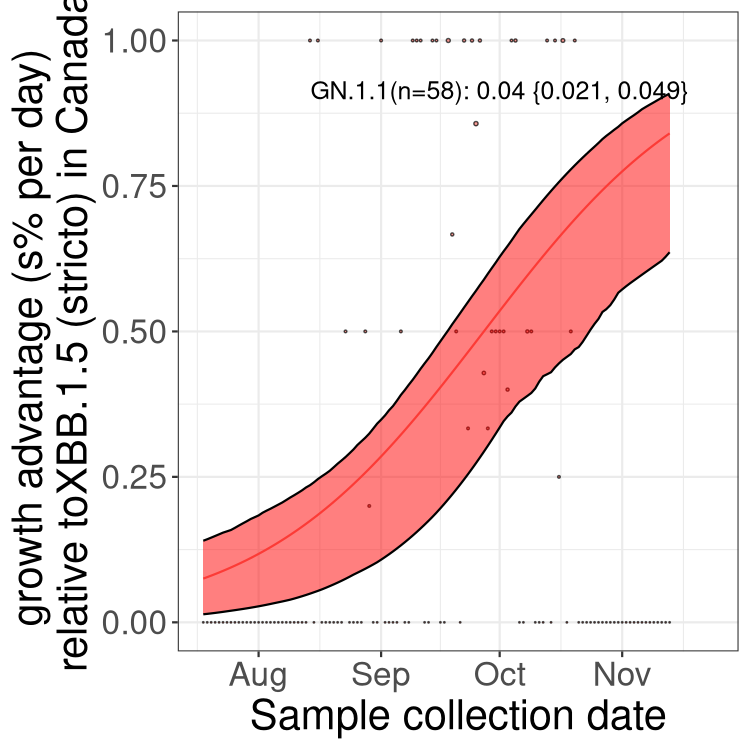 growth advantage (s% per day)
relative toXBB.1.5 (stricto) in Canada
1.00
0.75
0.50
0.25
0.00
GN.1.1(n=58): 0.04 {0.021, 0.049}
Aug Sep Oct Nov
Sample collection date